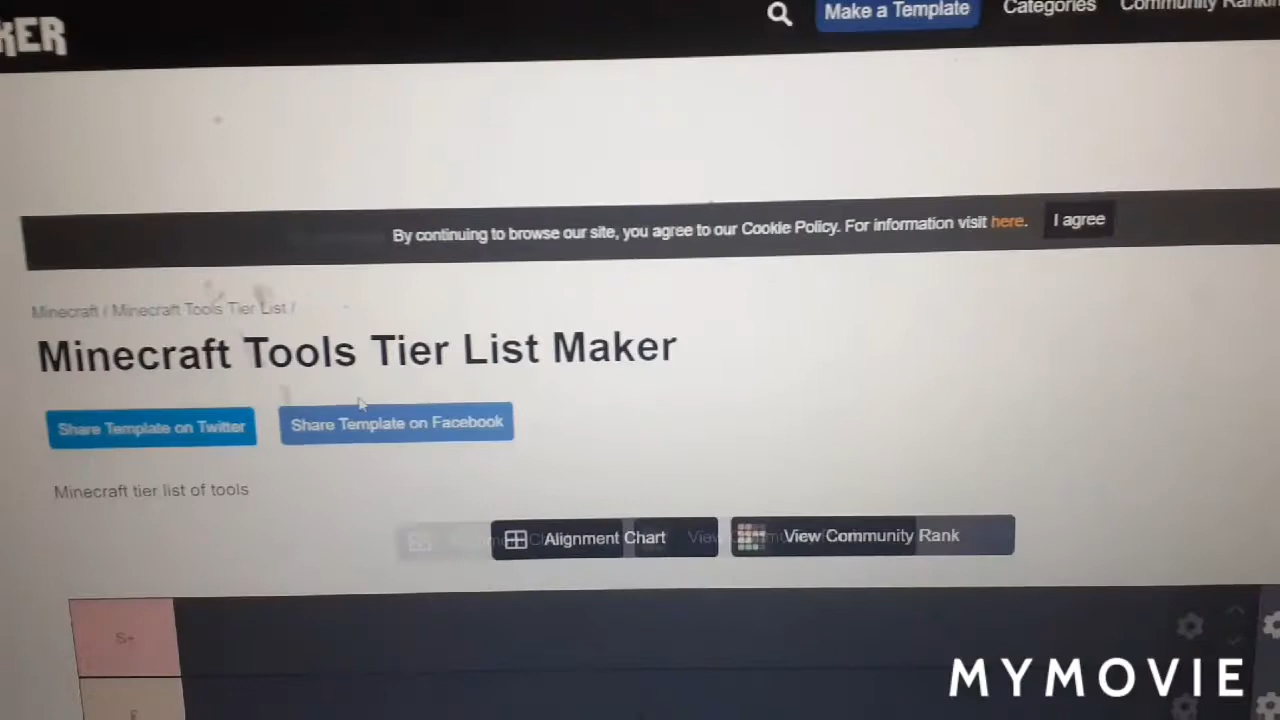 KER
Make a Template
Categories
Community
By continuing to browse our site, you agree to our Cookie Policy. For information visit here.
I agree
Minecraft / Minecraft Tools Tier List /
Minecraft Tools Tier List Maker
Share Template on Twitter
Share Template on Facebook
Minecraft tier list of tools
Alignment Chart
View Community Rank
S+
MYMOVIE